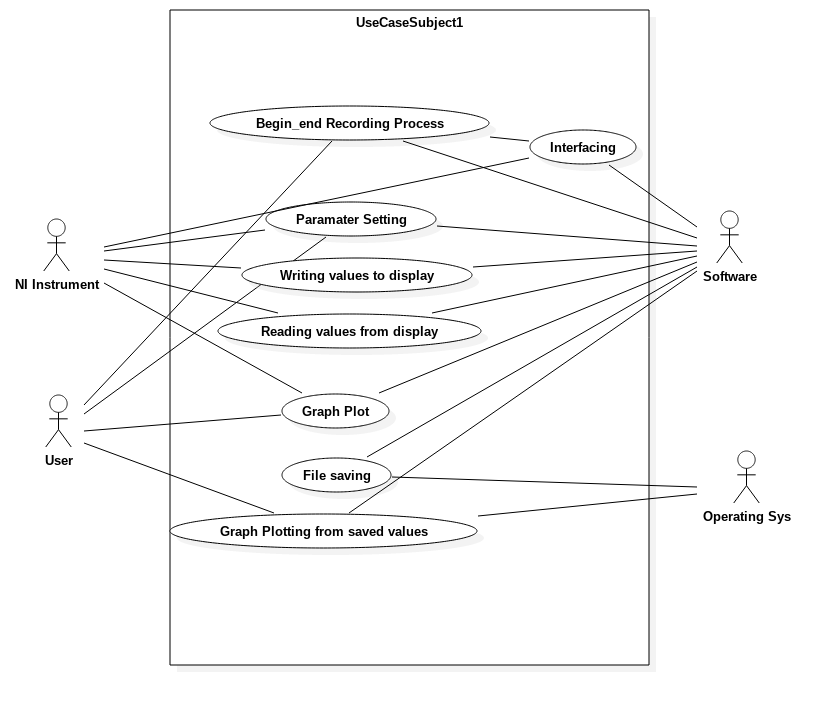 UseCaseSubject1
Begin_end Recording Process
Interfacing
Paramater Setting
NI Instrument
Software
Writing values to display
Reading values from display
Graph Plot
User
File saving
Operating Sys
Graph Plotting from saved values